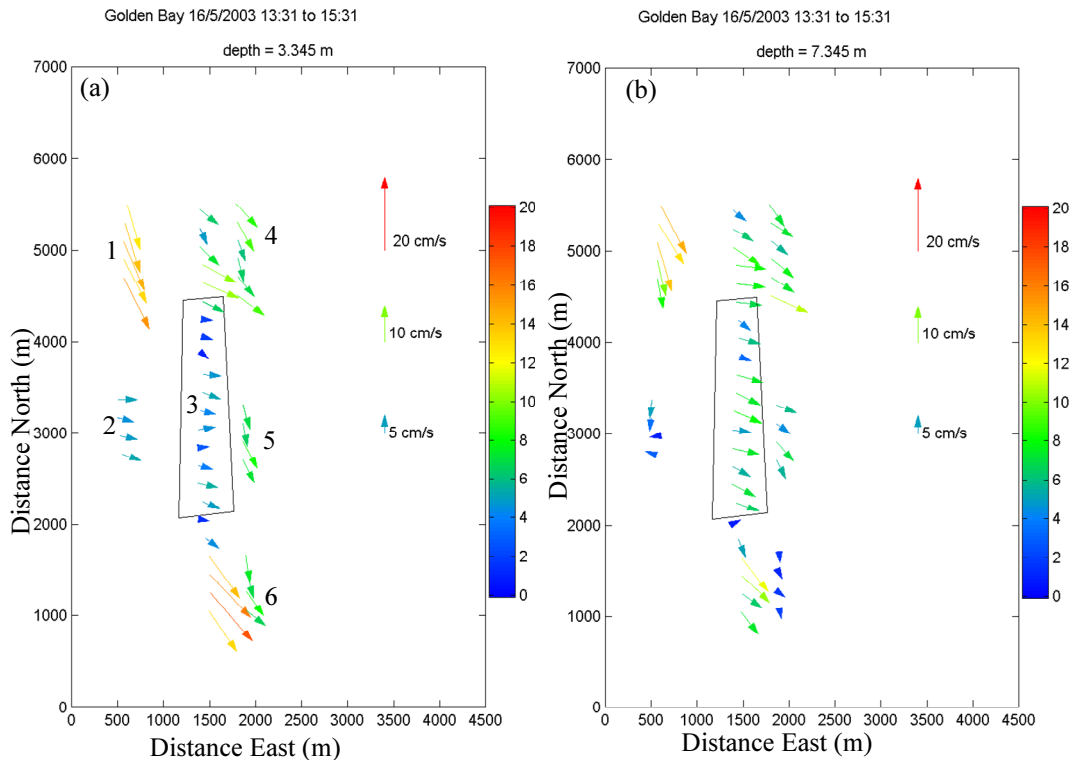 Golden Bay 16/5/2003 13:31 to 15:31
depth = 3.345 m
(a)
7000
6000
5000
4000
3000
2000
1000
0
0 500 1000 1500 2000 2500 3000 3500 4000 4500
Distance North (m)
Distance East (m)
1
2
3
4
5
6
20 cm/s
10 cm/s
5 cm/s
20
18
16
14
12
10
8
6
4
2
0
Golden Bay 16/5/2003 13:31 to 15:31
depth = 7.345 m
(b)
7000
6000
5000
4000
3000
2000
1000
0
0 500 1000 1500 2000 2500 3000 3500 4000 4500
Distance North (m)
Distance East (m)
20 cm/s
10 cm/s
5 cm/s
20
18
16
14
12
10
8
6
4
2
0